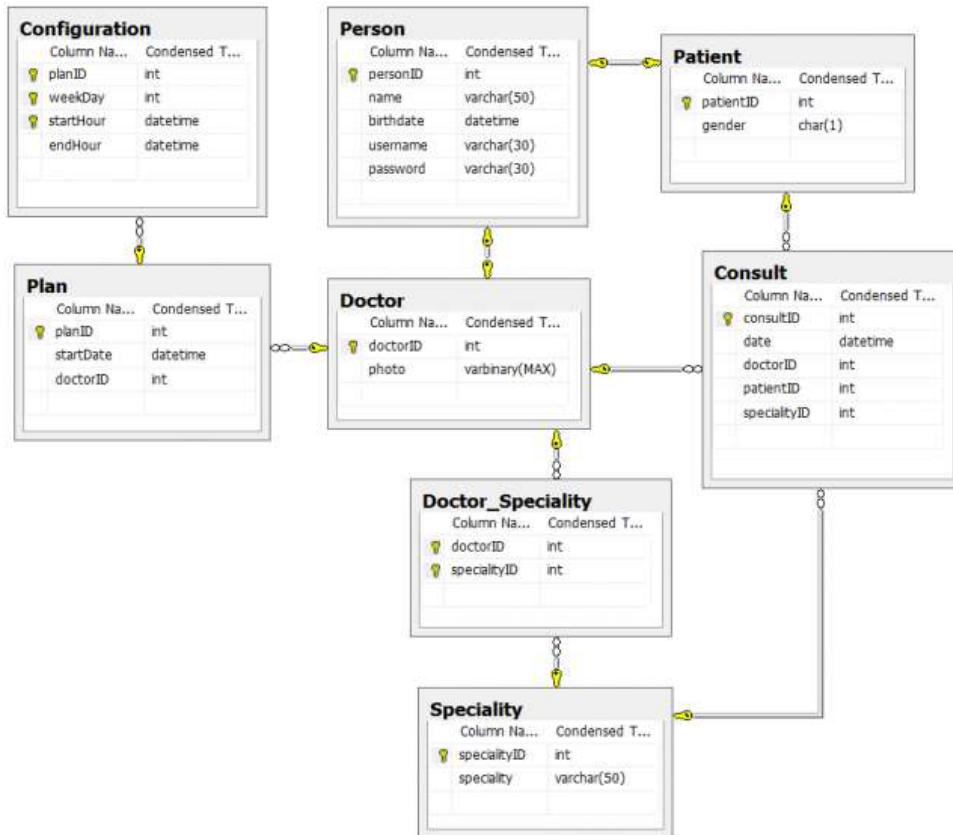 Configuration
Column Na... Condensed T...
planID int
weekDay int
startHour datetime
endHour datetime
Person
Column Na... Condensed T...
personID int
name varchar(50)
birthdate datetime
username varchar(30)
password varchar(30)
Patient
Column Na... Condensed T...
patientID int
gender char(1)
Plan
Column Na... Condensed T...
planID int
startDate datetime
doctorID int
Doctor
Column Na... Condensed T...
doctorID int
photo varbinary(MAX)
Consult
Column Na... Condensed T...
consultID int
date datetime
doctorID int
patientID int
specialityID int
Doctor_Speciality
Column Na... Condensed T...
doctorID int
specialityID int
Speciality
Column Na... Condensed T...
specialityID int
speciality varchar(50)